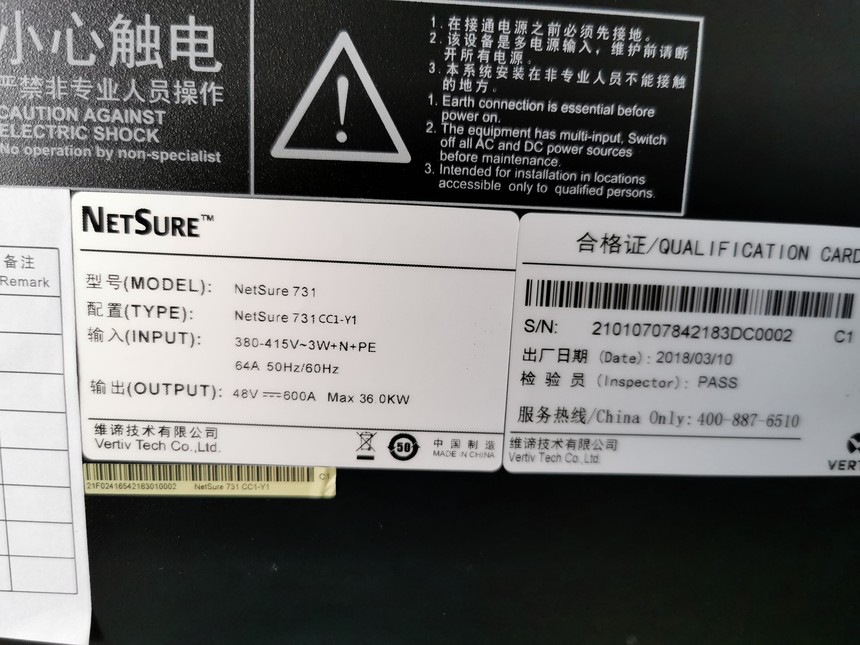 小心触电
严禁非专业人员操作
CAUTION AGAINST
ELECTRIC SHOCK
No operation by non-specialist
1. 在接通电源之前必须先接地。
2. 该设备是多电源输入，维护前请断
开所有电源。
3. 本系统安装在非专业人员不能接触
的地方。
1. Earth connection is essential before
power on.
2. The equipment has multi-input, Switch
off all AC and DC power sources
before maintenance.
3. Intended for installation in locations
accessible only to qualified persons.
备注
Remark
NETSURE™
型号(MODEL): NetSure 731
配置(TYPE): NetSure 731 CC1-Y1
输入(INPUT): 380-415V~3W+N+PE
64A 50Hz/60Hz
输出(OUTPUT): 48V ⎓ 600A Max 36.0KW
维谛技术有限公司
Vertiv Tech Co.,Ltd.
50
中国制造
MADE IN CHINA
21F02416542183010002 NetSure 731 CC1-Y1
C1
合格证/QUALIFICATION CARD
S/N: 21010707842183DC0002 C1
出厂日期 (Date): 2018/03/10
检验员 (Inspector): PASS
服务热线/China Only: 400-887-6510
维谛技术有限公司
Vertiv Tech Co., Ltd.
VERT